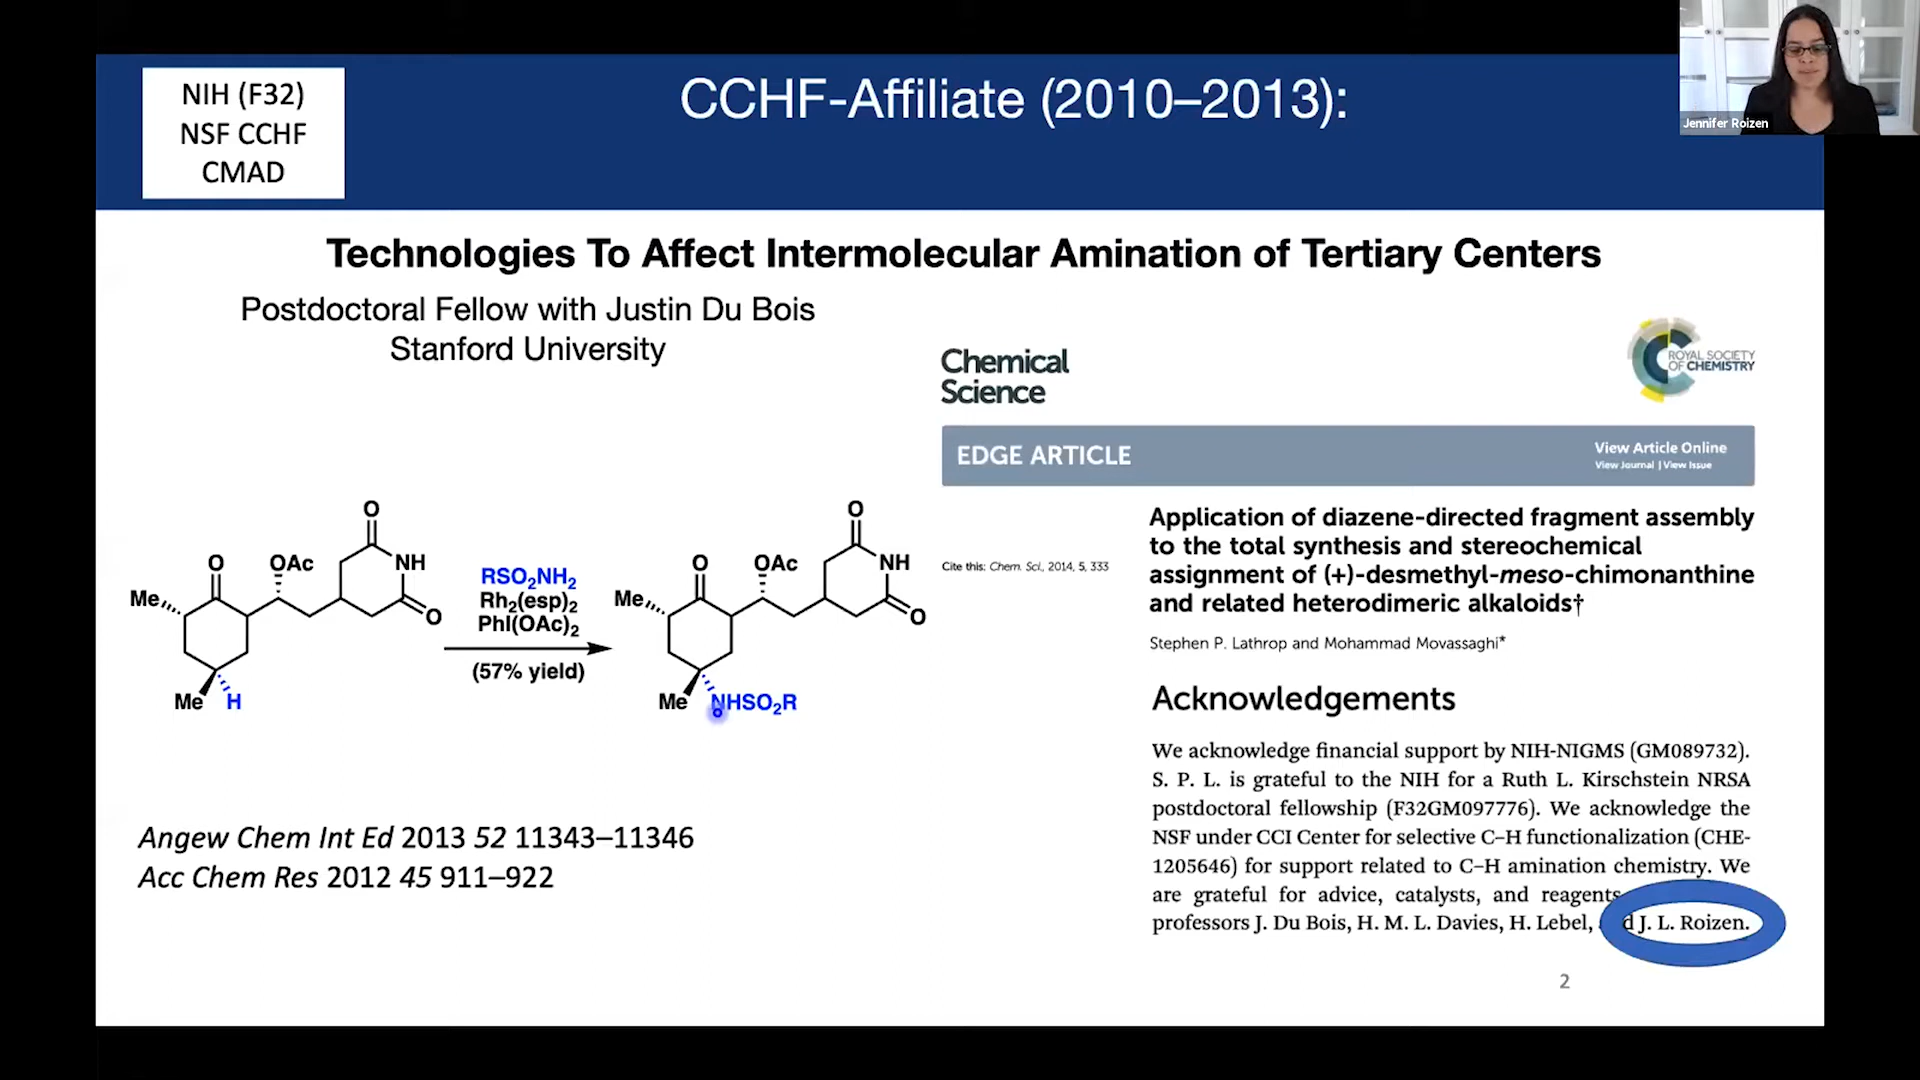 NIH (F32)
NSF CCHF
CMAD
CCHF-Affiliate (2010–2013):
Jennifer Roizen
Technologies To Affect Intermolecular Amination of Tertiary Centers
Postdoctoral Fellow with Justin Du Bois
Stanford University
Chemical
Science
ROYAL SOCIETY
OF CHEMISTRY
EDGE ARTICLE
View Article Online
View Journal | View Issue
Application of diazene-directed fragment assembly
to the total synthesis and stereochemical
assignment of (+)-desmethyl-meso-chimonanthine
and related heterodimeric alkaloids†
Cite this: Chem. Sci., 2014, 5, 333
Stephen P. Lathrop and Mohammad Movassaghi*
O
O
OAc
NH
O
Me
Me
H
RSO2NH2
Rh2(esp)2
PhI(OAc)2
(57% yield)
O
O
OAc
NH
O
Me
Me
NHSO2R
Angew Chem Int Ed 2013 52 11343–11346
Acc Chem Res 2012 45 911–922
Acknowledgements
We acknowledge financial support by NIH-NIGMS (GM089732).
S. P. L. is grateful to the NIH for a Ruth L. Kirschstein NRSA
postdoctoral fellowship (F32GM097776). We acknowledge the
NSF under CCI Center for selective C–H functionalization (CHE-
1205646) for support related to C–H amination chemistry. We
are grateful for advice, catalysts, and reagents
professors J. Du Bois, H. M. L. Davies, H. Lebel, J. L. Roizen.
2